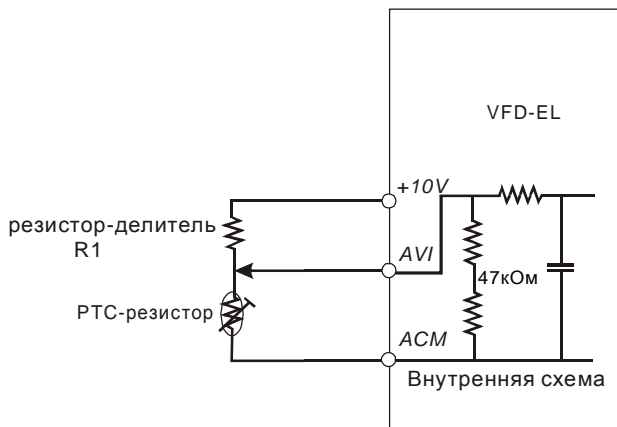 VFD-EL
+10V
резистор-делитель
R1
AVI
47кОм
PTC-резистор
ACM
Внутренняя схема